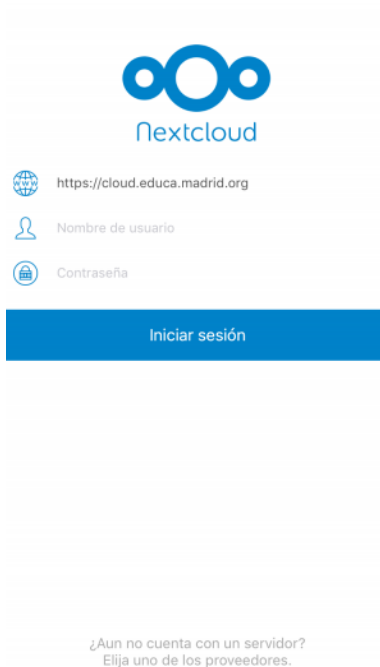 Nextcloud
www
https://cloud.educa.madrid.org
Nombre de usuario
Contraseña
Iniciar sesión
¿Aun no cuenta con un servidor?
Elija uno de los proveedores.